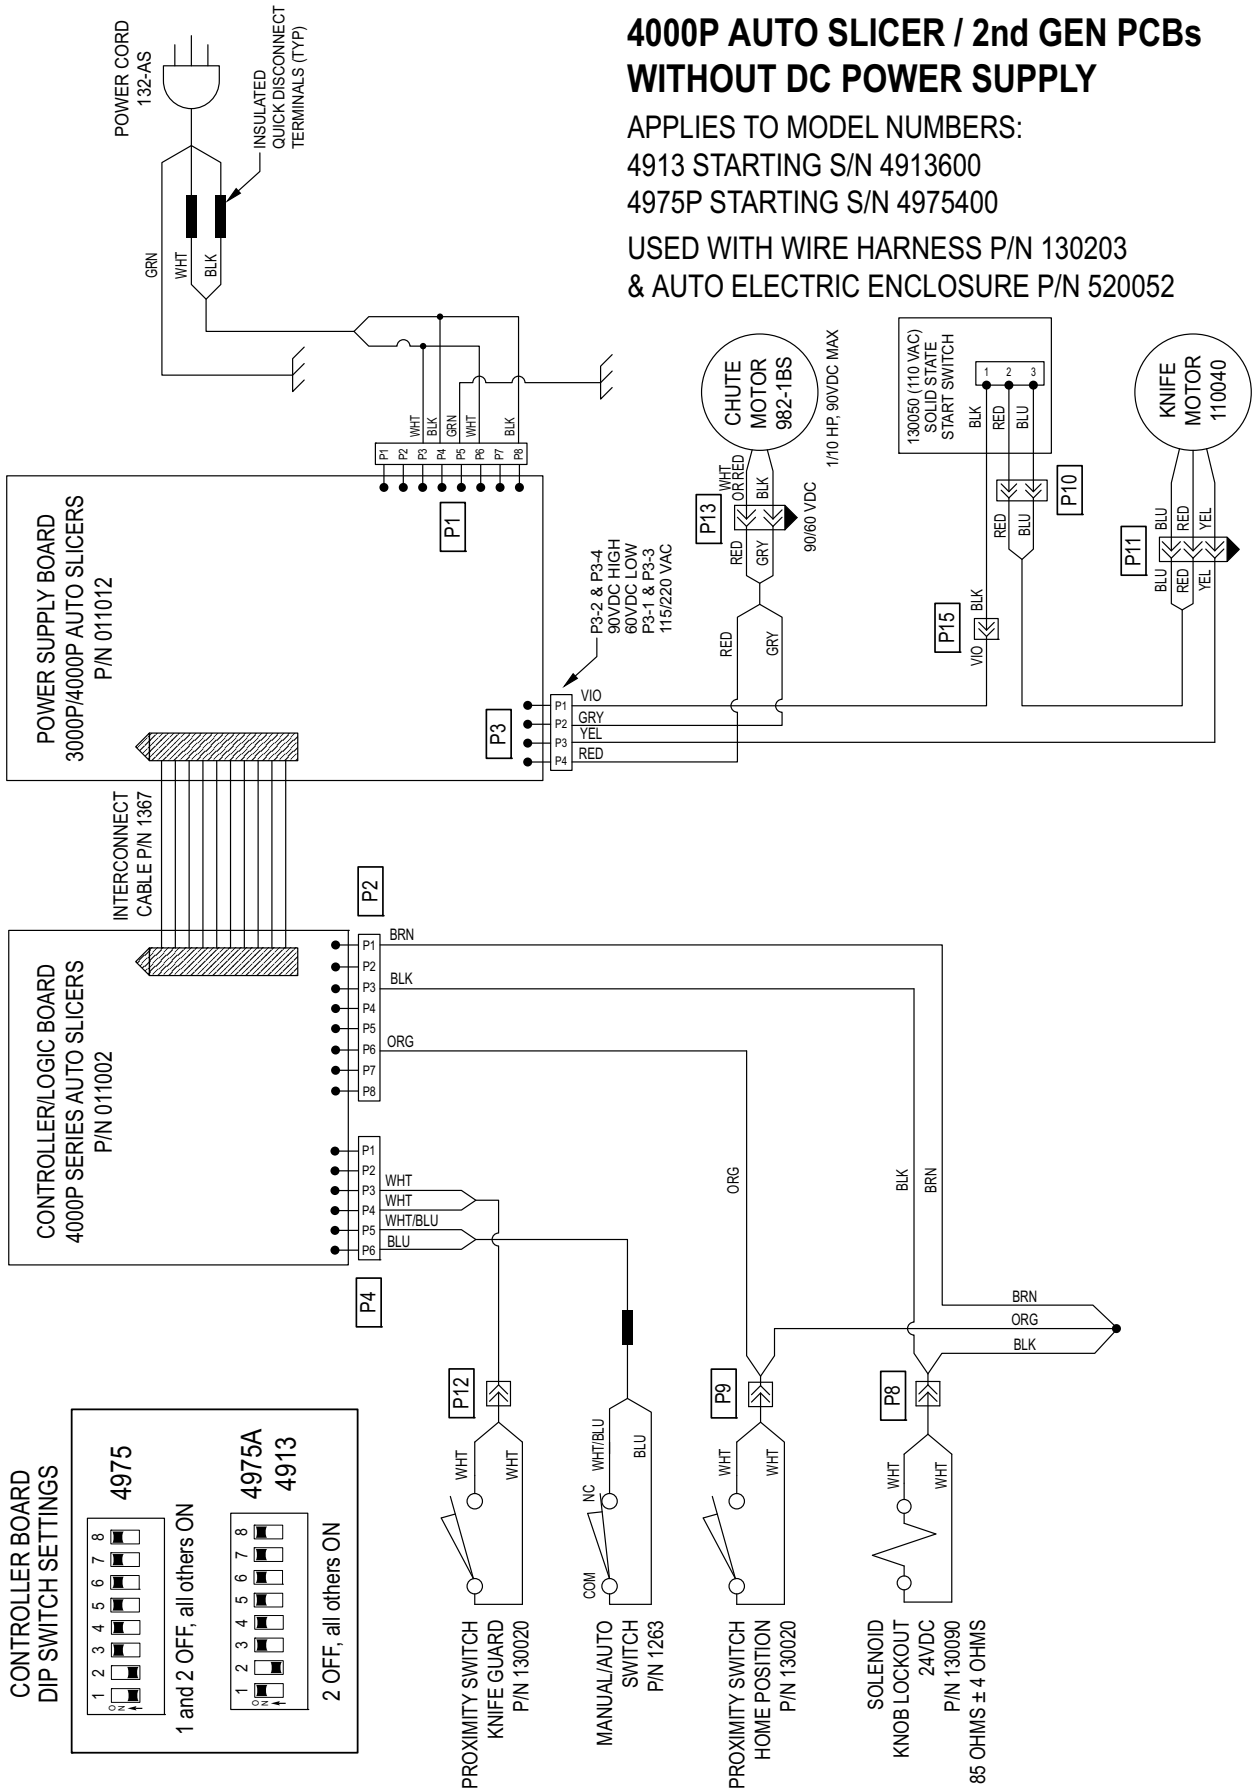 4000P AUTO SLICER / 2nd GEN PCBs
WITHOUT DC POWER SUPPLY
APPLIES TO MODEL NUMBERS:
4913 STARTING S/N 4913600
4975P STARTING S/N 4975400
USED WITH WIRE HARNESS P/N 130203
& AUTO ELECTRIC ENCLOSURE P/N 520052
POWER CORD
132-AS
INSULATED
QUICK DISCONNECT
TERMINALS (TYP)
GRN
WHT
BLK
WHT
BLK
GRN
WHT
BLK
P1
P2
P3
P4
P5
P6
P7
P8
P1
POWER SUPPLY BOARD
3000P/4000P AUTO SLICERS
P/N 011012
CHUTE
MOTOR
982-1BS
1/10 HP, 90VDC MAX
WHT
OR RED
BLK
P13
90/60 VDC
RED
GRY
RED
GRY
130050 (110 VAC)
SOLID STATE
START SWITCH
1
2
3
BLK
RED
BLU
P10
RED
BLU
P15
BLK
VIO
KNIFE
MOTOR
110040
BLU
RED
YEL
P11
BLU
RED
YEL
P3-2 & P3-4
90VDC HIGH
60VDC LOW
P3-1 & P3-3
115/220 VAC
P3
P1
P2
P3
P4
VIO
GRY
YEL
RED
INTERCONNECT
CABLE P/N 1367
CONTROLLER/LOGIC BOARD
4000P SERIES AUTO SLICERS
P/N 011002
P2
P1
P2
P3
P4
P5
P6
P7
P8
BRN
BLK
ORG
P1
P2
P3
P4
P5
P6
WHT
WHT
WHT/BLU
BLU
P4
ORG
BLK
BRN
BRN
ORG
BLK
CONTROLLER BOARD
DIP SWITCH SETTINGS
1 2 3 4 5 6 7 8
ON
4975
1 and 2 OFF, all others ON
1 2 3 4 5 6 7 8
ON
4975A
4913
2 OFF, all others ON
P12
WHT
WHT
PROXIMITY SWITCH
KNIFE GUARD
P/N 130020
WHT/BLU
BLU
NC
COM
MANUAL/AUTO
SWITCH
P/N 1263
P9
WHT
WHT
PROXIMITY SWITCH
HOME POSITION
P/N 130020
P8
WHT
WHT
SOLENOID
KNOB LOCKOUT
24VDC
P/N 130090
85 OHMS ± 4 OHMS